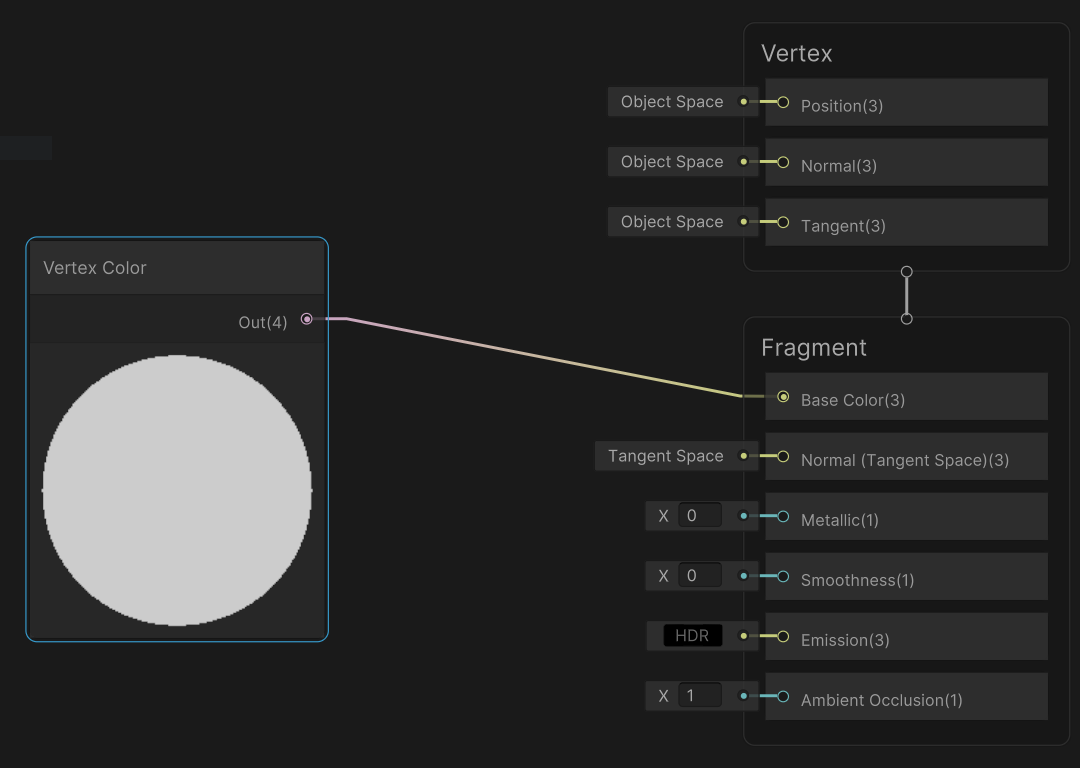 Vertex
Object Space
Position(3)
Object Space
Normal(3)
Object Space
Tangent(3)
Vertex Color
Out(4)
Fragment
Base Color(3)
Tangent Space
Normal (Tangent Space)(3)
X 0
Metallic(1)
X 0
Smoothness(1)
HDR
Emission(3)
X 1
Ambient Occlusion(1)